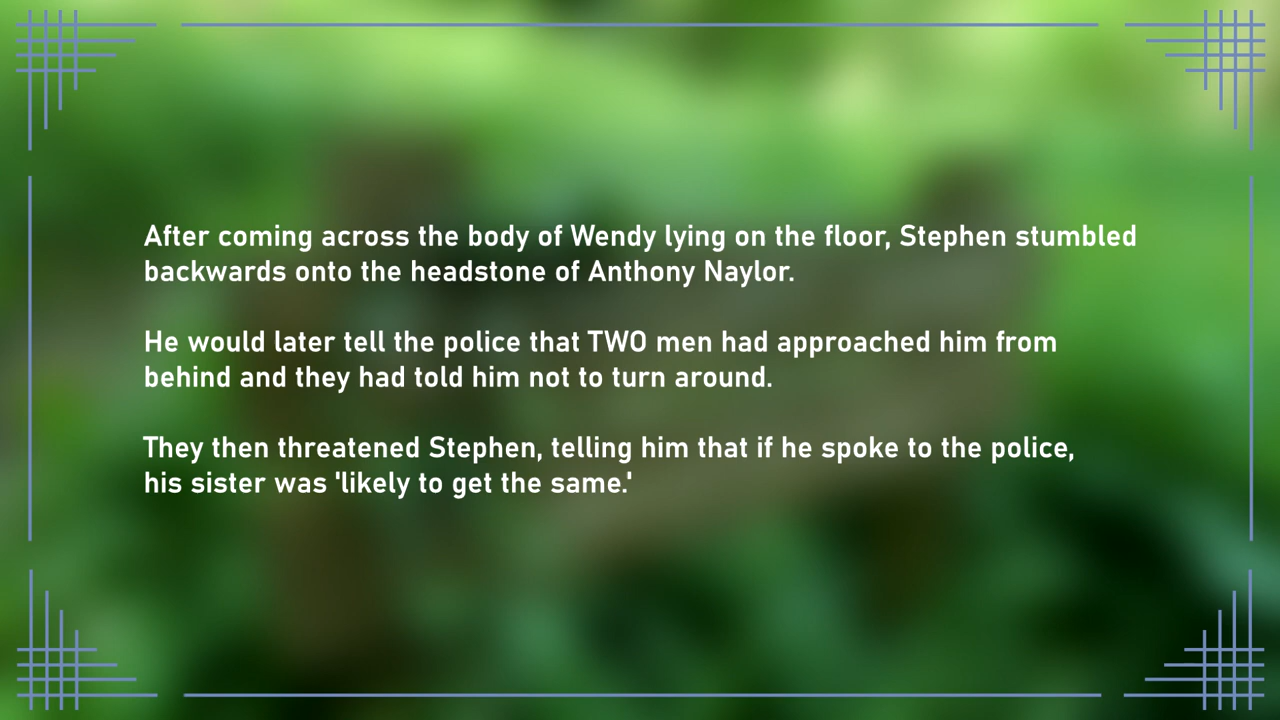 After coming across the body of Wendy lying on the floor, Stephen stumbled
backwards onto the headstone of Anthony Naylor.
He would later tell the police that TWO men had approached him from
behind and they had told him not to turn around.
They then threatened Stephen, telling him that if he spoke to the police,
his sister was 'likely to get the same.'